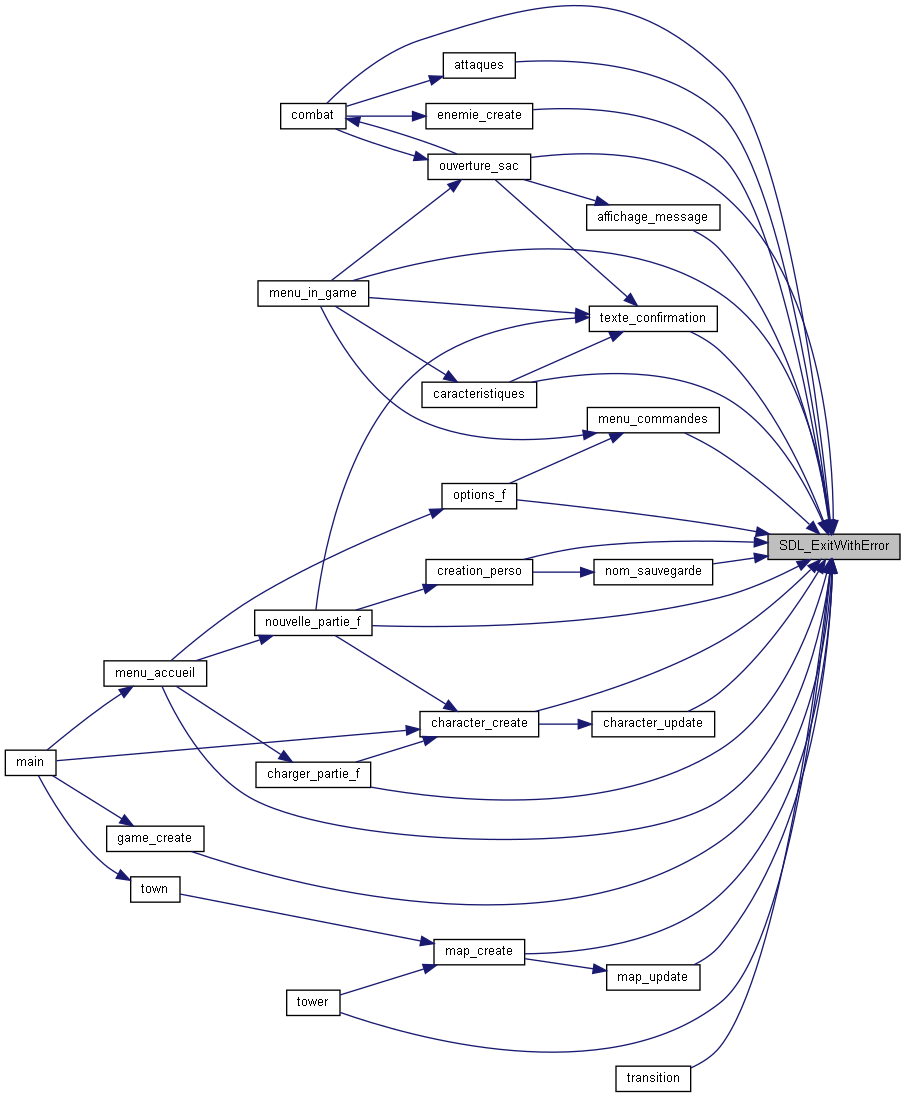 attaques
combat
enemie_create
ouverture_sac
affichage_message
menu_in_game
texte_confirmation
caracteristiques
menu_commandes
options_f
SDL_ExitWithError
creation_perso
nom_sauvegarde
nouvelle_partie_f
menu_accueil
character_create
character_update
main
charger_partie_f
game_create
town
map_create
map_update
tower
transition